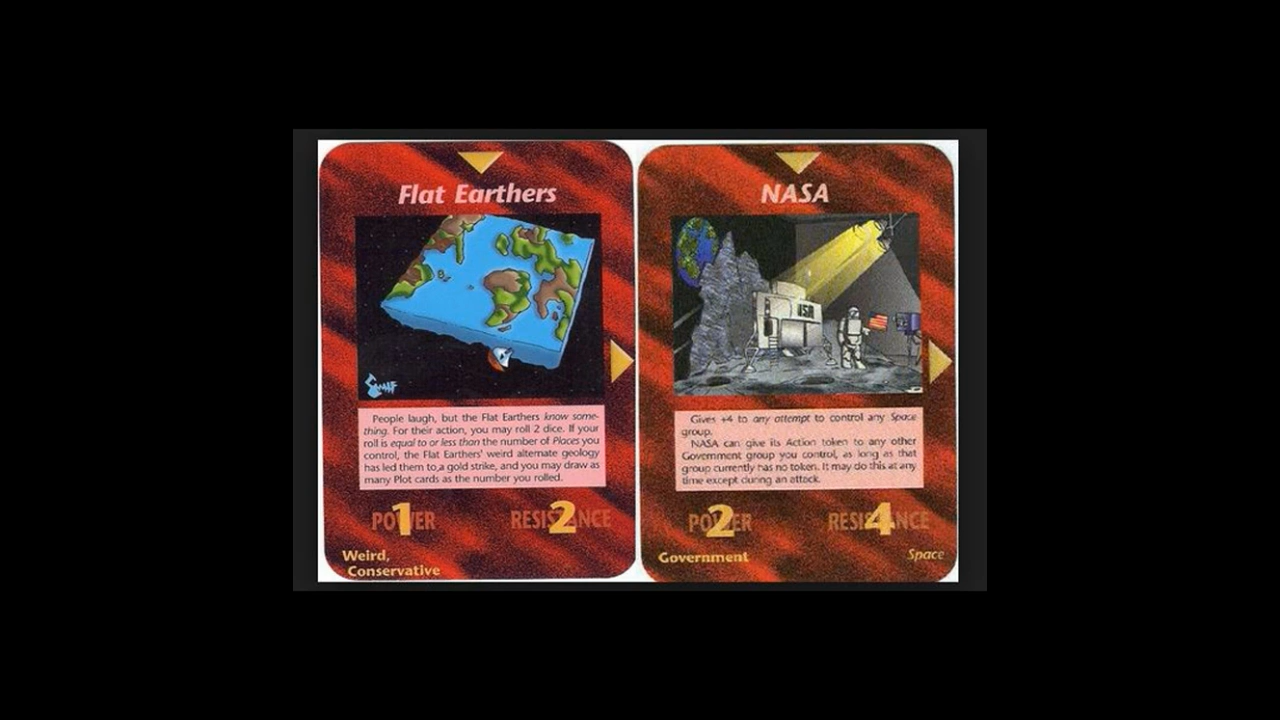 Flat Earthers
People laugh, but the Flat Earthers know some-
thing. For their action, you may roll 2 dice. If your
roll is equal to or less than the number of Places you
control, the Flat Earthers' weird alternate geology
has led them to a gold strike, and you may draw as
many Plot cards as the number you rolled.
POWER 1
RESISTANCE 2
Weird,
Conservative
NASA
USA
Gives +4 to any attempt to control any Space
group.
NASA can give its Action token to any other
Government group you control, as long as that
group currently has no token. It may do this at any
time except during an attack.
POWER 2
RESISTANCE 4
Government
Space